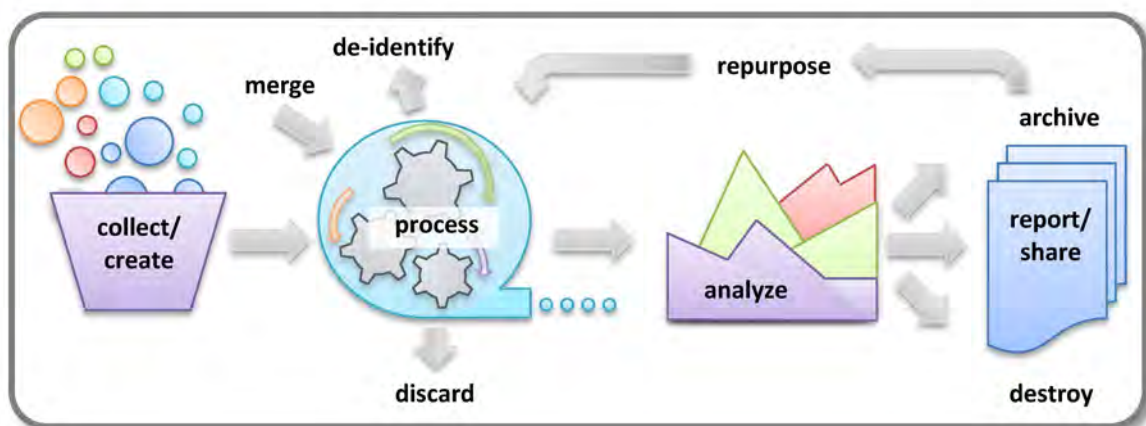 de-identify
merge
repurpose
archive
collect/
create
process
analyze
report/
share
discard
destroy